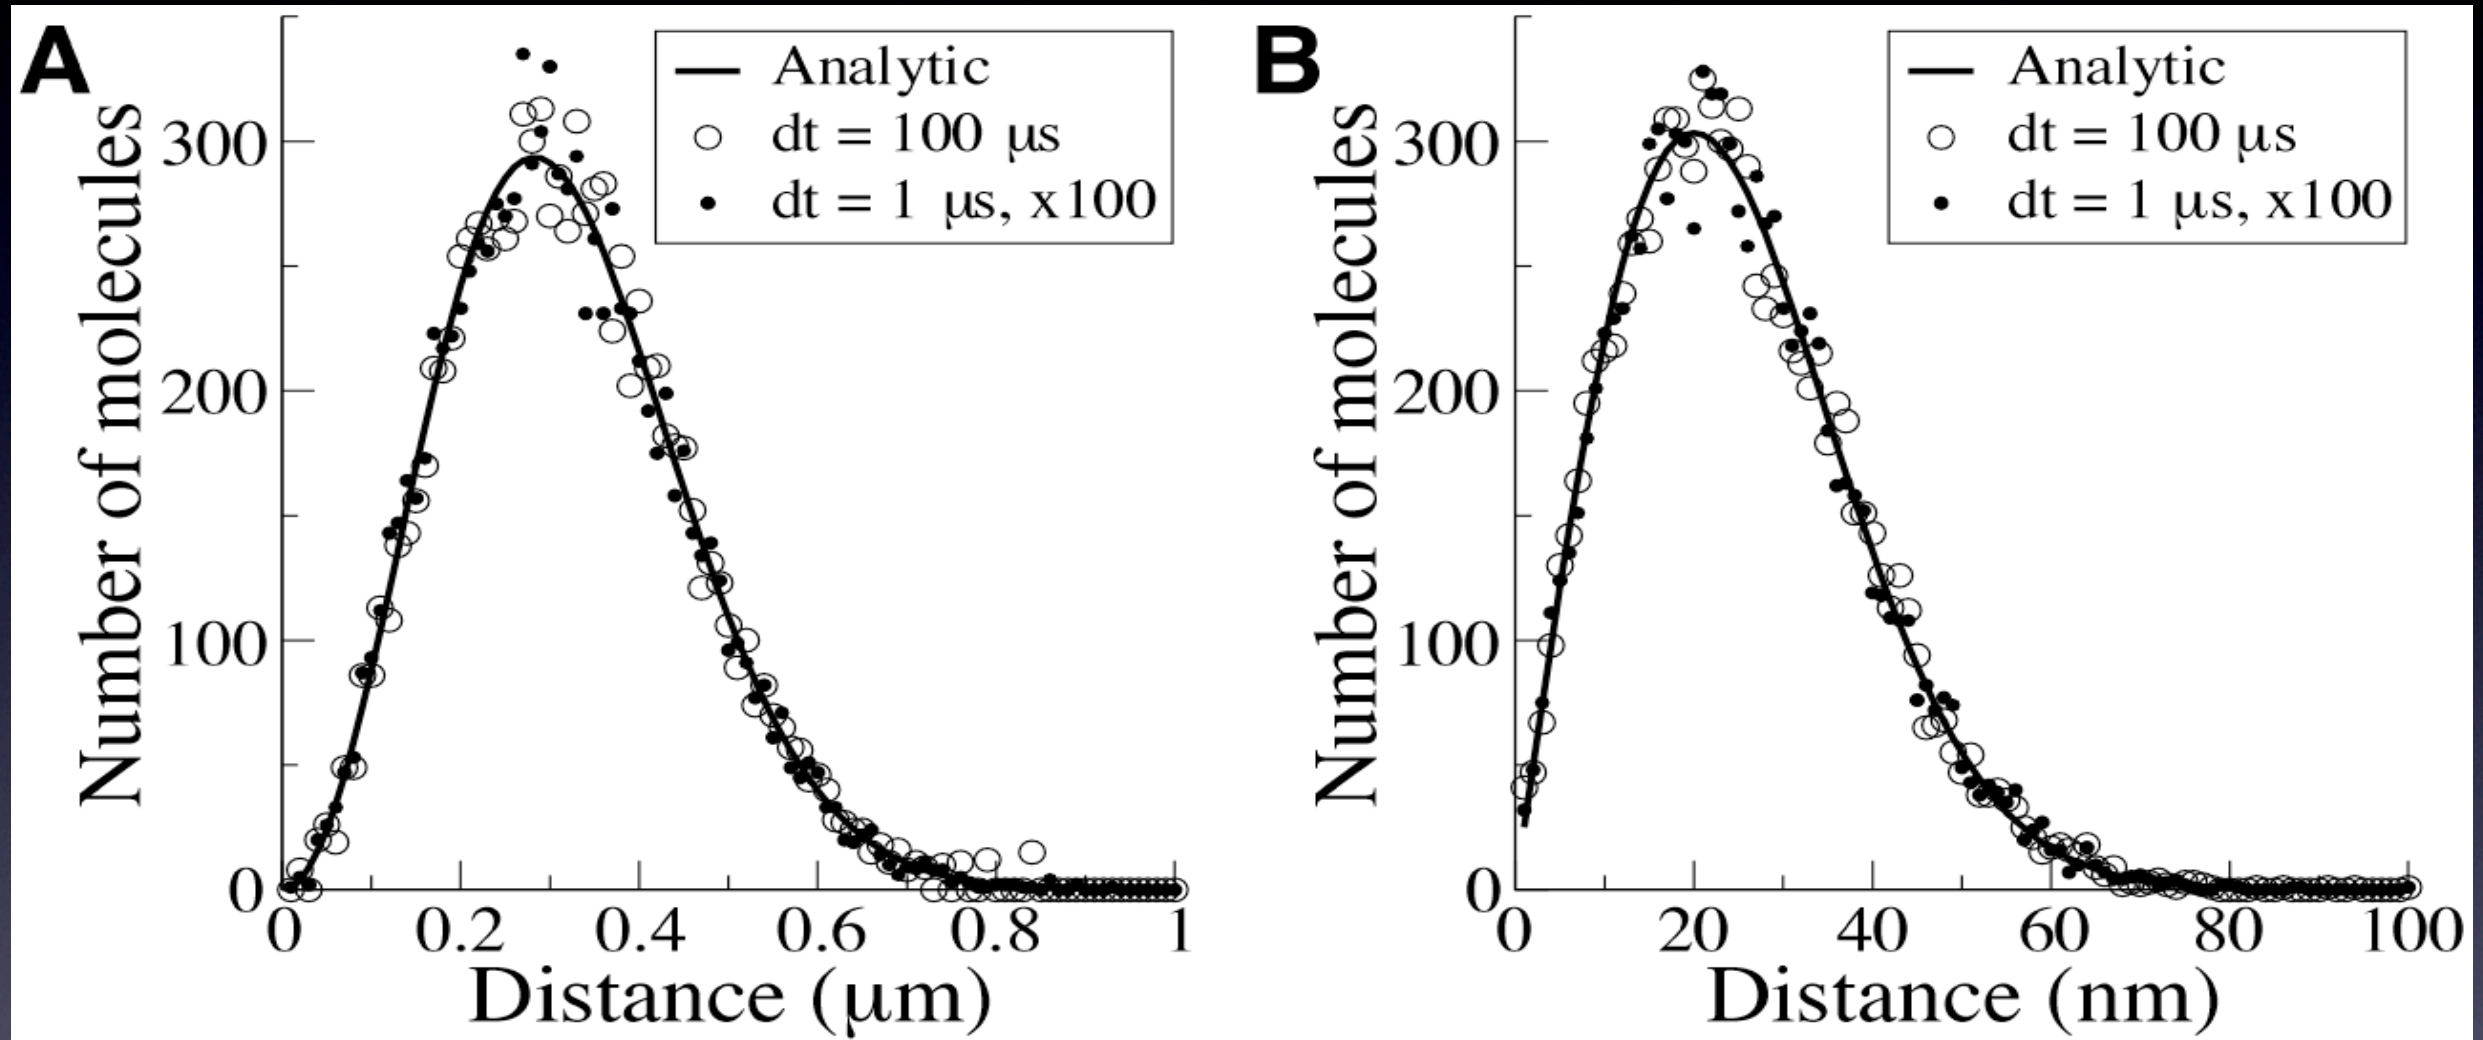 A
Number of molecules
300
200
100
0
Analytic
dt = 100 μs
dt = 1 μs, x100
0 0.2 0.4 0.6 0.8 1
Distance (μm)
B
Number of molecules
300
200
100
0
Analytic
dt = 100 μs
dt = 1 μs, x100
0 20 40 60 80 100
Distance (nm)